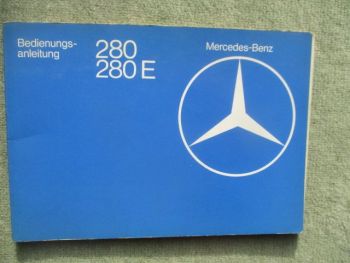 Bedienungs-
anleitung
280
280 E
Mercedes-Benz